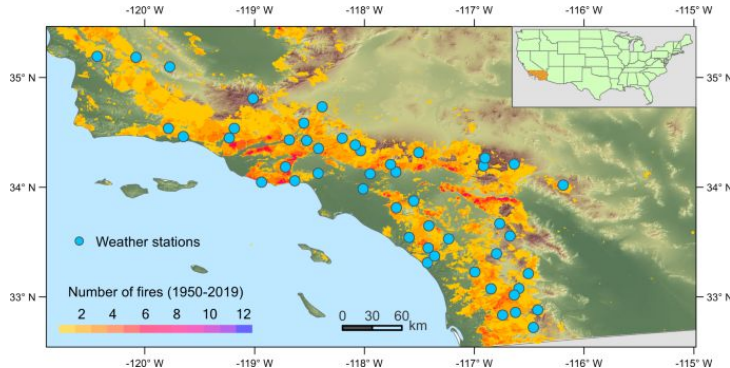 -120° W -119° W -118° W -117° W -116° W -115° W
35° N 35° N
34° N 34° N
Weather stations
Number of fires (1950-2019)
33° N 33° N
2 4 6 8 10 12
0 30 60
km
-120° W -119° W -118° W -117° W -116° W -115° W